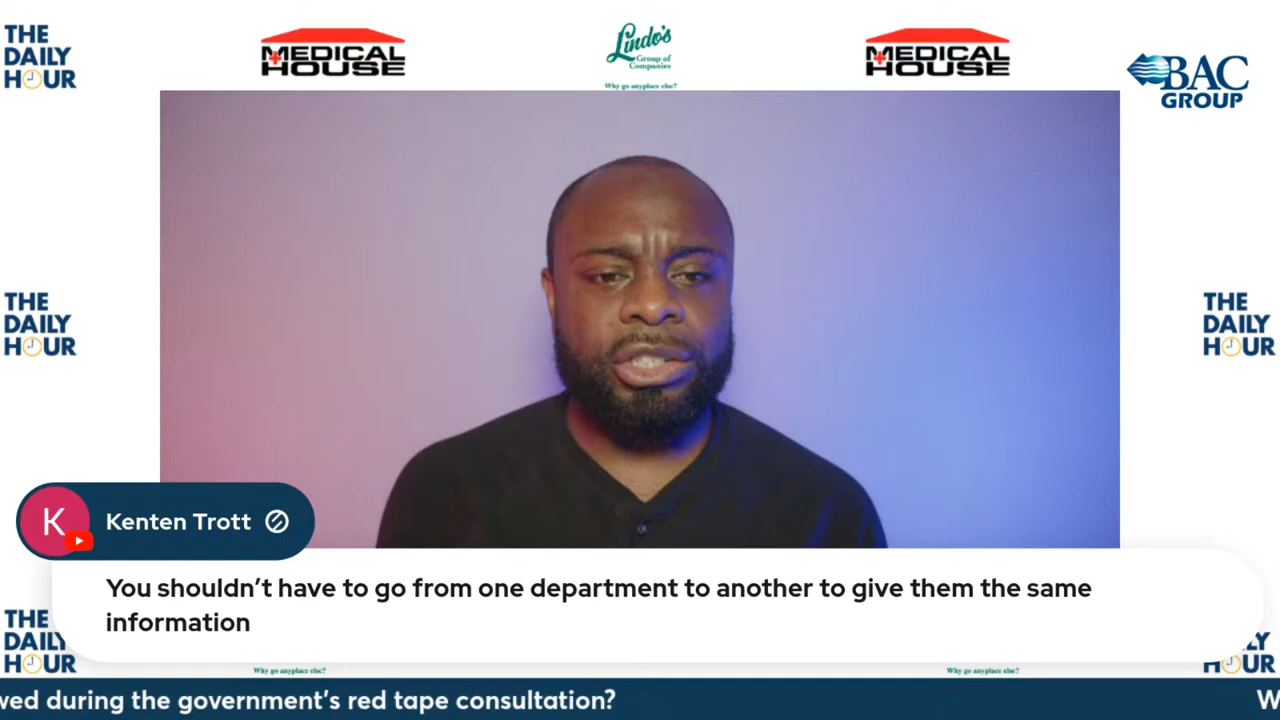 THE
DAILY
HOUR
MEDICAL
HOUSE
Lindo's
Group of
Companies
Why go anyplace else?
MEDICAL
HOUSE
BAC
GROUP
THE
DAILY
HOUR
THE
DAILY
HOUR
K
Kenten Trott
You shouldn't have to go from one department to another to give them the same
information
THE
DAILY
HOUR
HOUR
Why go anyplace else?
Why go anyplace else?
wed during the government's red tape consultation?
W